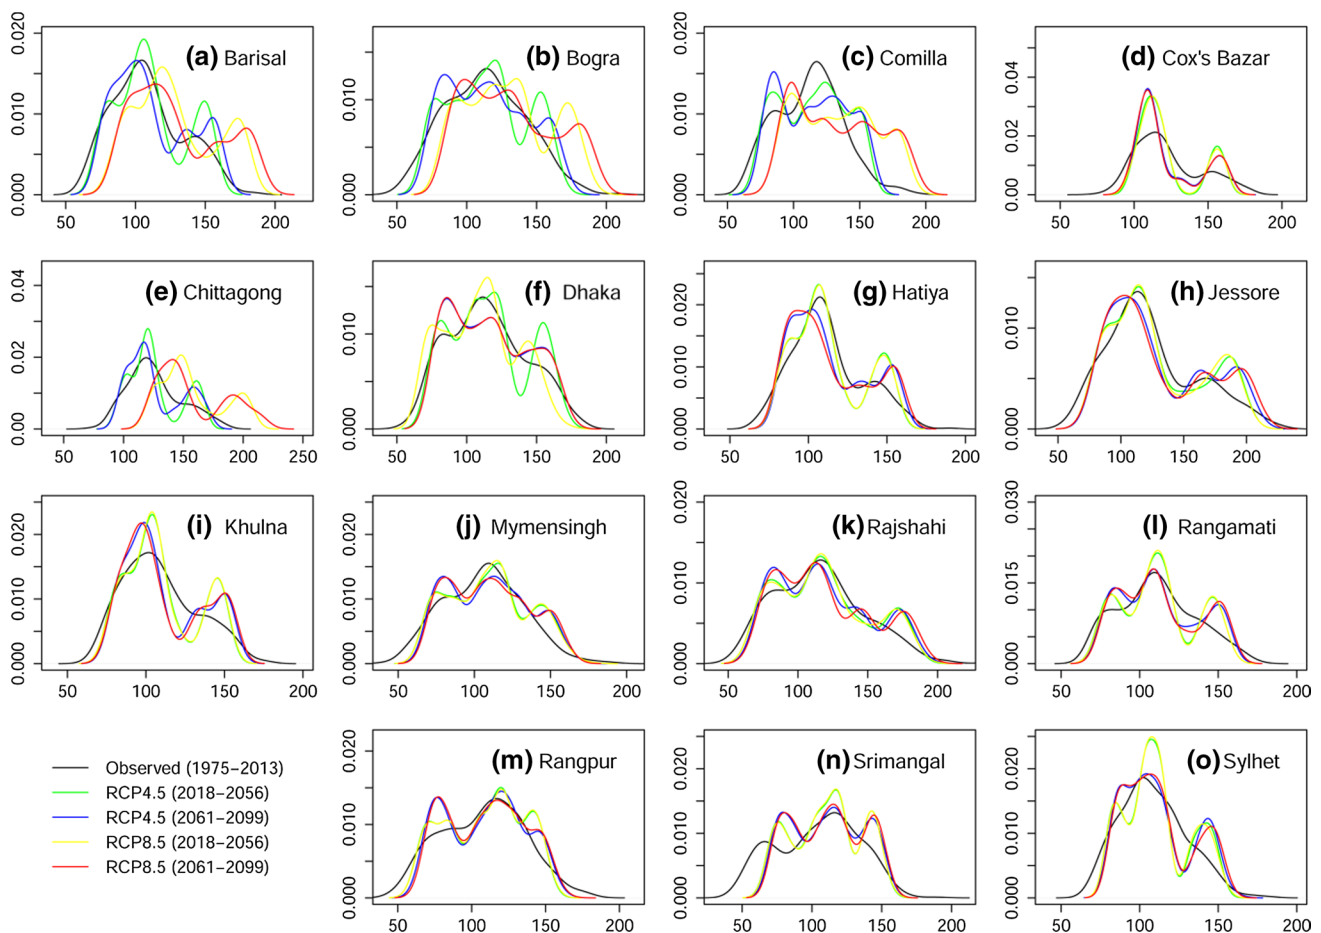 0.000 0.010 0.020
(a) Barisal
50 100 150 200
0.000 0.010
(b) Bogra
50 100 150 200
0.000 0.005 0.010 0.015 0.020
(c) Comilla
50 100 150 200
0.00 0.02 0.04
(d) Cox's Bazar
50 100 150 200
0.00 0.02 0.04
(e) Chittagong
50 100 150 200 250
0.000 0.010
(f) Dhaka
50 100 150 200
0.000 0.010 0.020
(g) Hatiya
50 100 150 200
0.000 0.010
(h) Jessore
50 100 150 200
0.000 0.010 0.020
(i) Khulna
50 100 150 200
0.000 0.010 0.020
(j) Mymensingh
50 100 150 200
0.000 0.010 0.020
(k) Rajshahi
50 100 150 200
0.000 0.015 0.030
(l) Rangamati
50 100 150 200
Observed (1975–2013)
RCP4.5 (2018–2056)
RCP4.5 (2061–2099)
RCP8.5 (2018–2056)
RCP8.5 (2061–2099)
0.000 0.010 0.020
(m) Rangpur
50 100 150 200
0.000 0.010 0.020
(n) Srimangal
50 100 150 200
0.000 0.010 0.020
(o) Sylhet
50 100 150 200